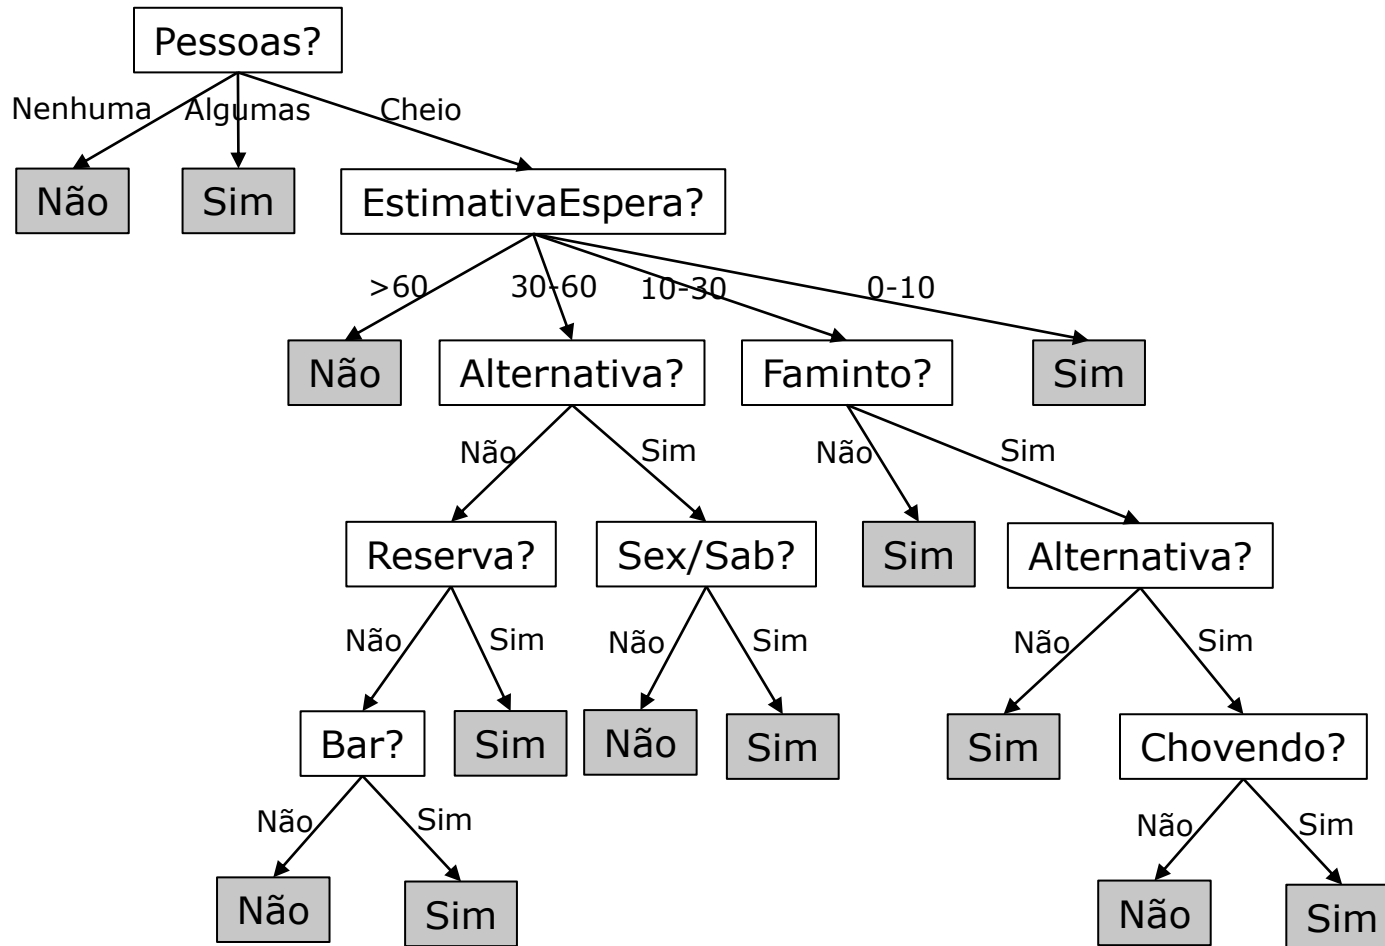 Pessoas?
Nenhuma
Algumas
Cheio
Não
Sim
EstimativaEspera?
>60
30-60
10-30
0-10
Não
Alternativa?
Faminto?
Sim
Não
Sim
Não
Sim
Reserva?
Sex/Sab?
Sim
Alternativa?
Não
Sim
Não
Sim
Não
Sim
Bar?
Sim
Não
Sim
Sim
Chovendo?
Não
Sim
Não
Sim
Não
Sim
Não
Sim